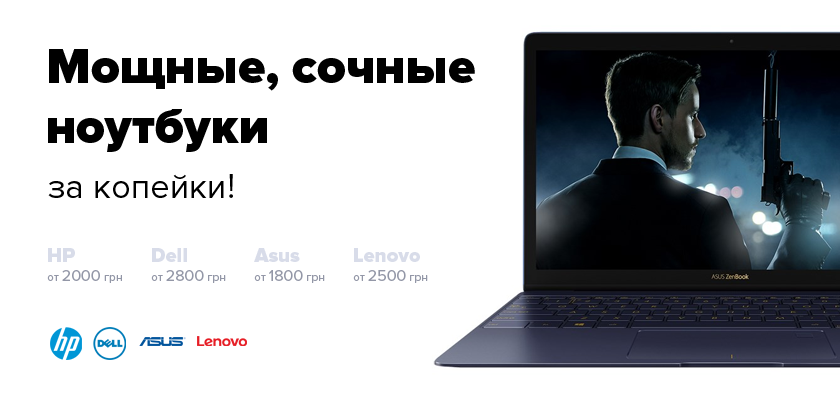 Мощные, сочные
ноутбуки
за копейки!
HP Dell Asus Lenovo
от 2000 грн от 2800 грн от 1800 грн от 2500 грн
hp DELL ASUS Lenovo
ASUS ZenBook